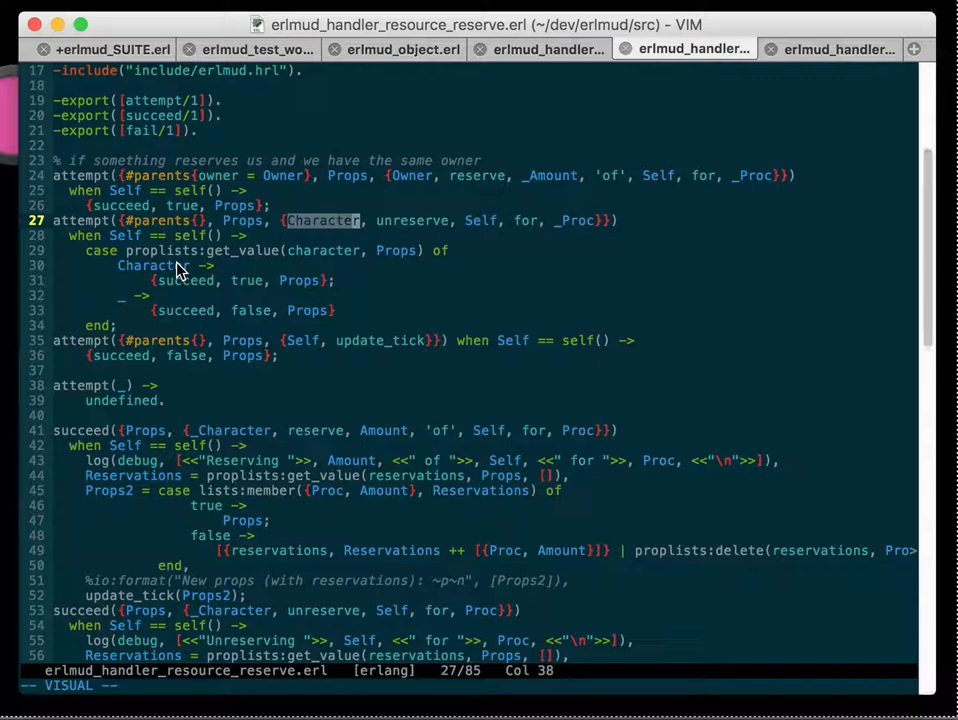 erlmud_handler_resource_reserve.erl (~/dev/erlmud/src) - VIM
+erlmud_SUITE.erl erlmud_test_wo... erlmud_object.erl erlmud_handler... erlmud_handler... erlmud_handler...
17 -include("include/erlmud.hrl").
18
19 -export([attempt/1]).
20 -export([succeed/1]).
21 -export([fail/1]).
22
23 % if something reserves us and we have the same owner
24 attempt({#parents{owner = Owner}, Props, {Owner, reserve, _Amount, 'of', Self, for, _Proc}})
25   when Self == self() ->
26     {succeed, true, Props};
27 attempt({#parents{}, Props, {Character, unreserve, Self, for, _Proc}})
28   when Self == self() ->
29     case proplists:get_value(character, Props) of
30         Character ->
31             {succeed, true, Props};
32         _ ->
33             {succeed, false, Props}
34     end;
35 attempt({#parents{}, Props, {Self, update_tick}}) when Self == self() ->
36     {succeed, false, Props};
37
38 attempt(_) ->
39     undefined.
40
41 succeed({Props, {_Character, reserve, Amount, 'of', Self, for, Proc}})
42   when Self == self() ->
43     log(debug, [<<"Reserving ">>, Amount, <<" of ">>, Self, <<" for ">>, Proc, <<"\n">>]),
44     Reservations = proplists:get_value(reservations, Props, []),
45     Props2 = case lists:member({Proc, Amount}, Reservations) of
46                  true ->
47                      Props;
48                  false ->
49                     [{reservations, Reservations ++ [{Proc, Amount}]} | proplists:delete(reservations, Pro>
50              end,
51     %io:format("New props (with reservations): ~p~n", [Props2]),
52     update_tick(Props2);
53 succeed({Props, {_Character, unreserve, Self, for, Proc}})
54   when Self == self() ->
55     log(debug, [<<"Unreserving ">>, Self, <<" for ">>, Proc, <<"\n">>]),
56     Reservations = proplists:get_value(reservations, Props, []),
erlmud_handler_resource_reserve.erl [erlang] 27/85 Col 38
-- VISUAL --